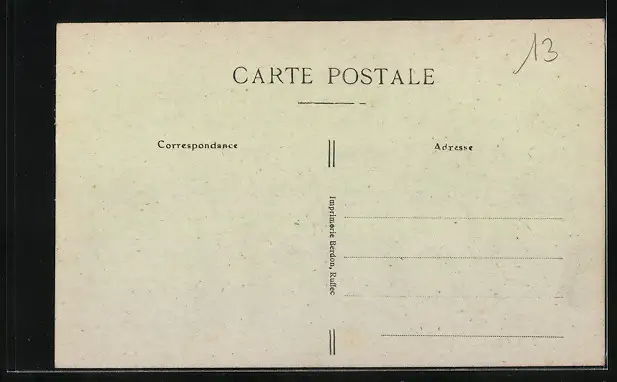 13
CARTE POSTALE
Correspondance
Adresse
Imprimerie Berdon, Ruffec